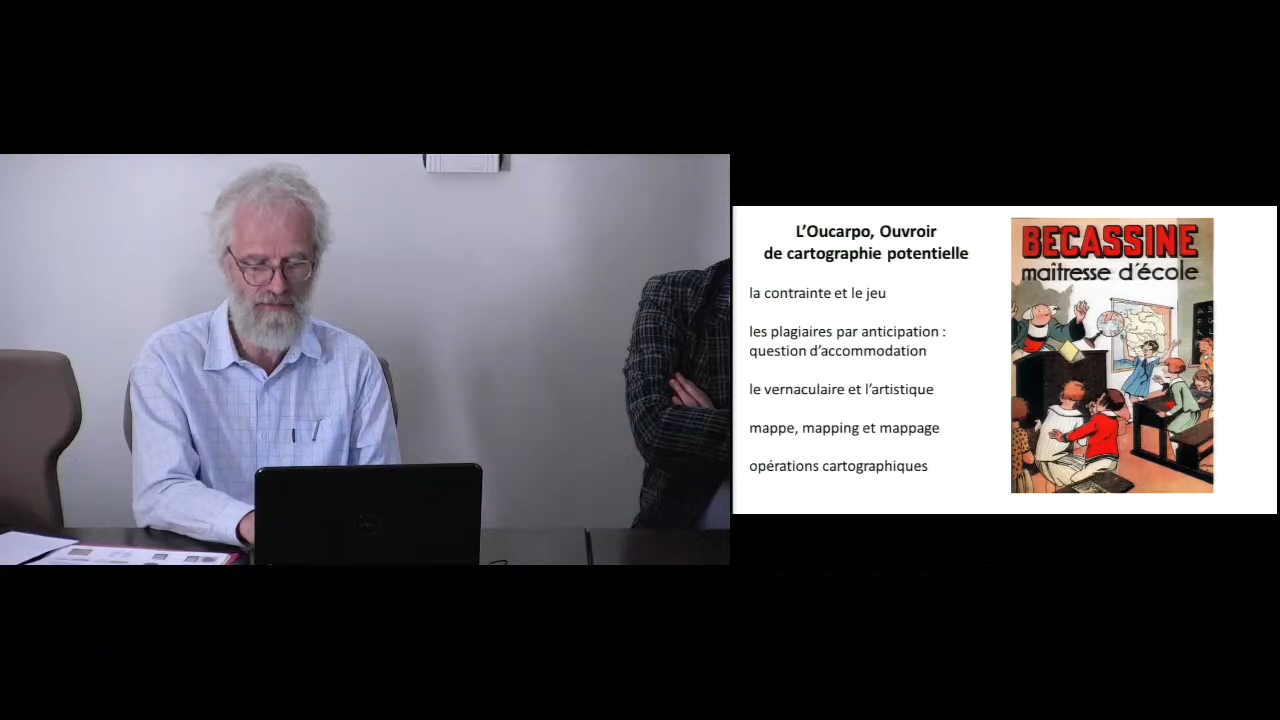 L'Oucarpo, Ouvroir
de cartographie potentielle
la contrainte et le jeu
les plagiaires par anticipation :
question d'accommodation
le vernaculaire et l'artistique
mappe, mapping et mappage
opérations cartographiques
BECASSINE
maîtresse d'école